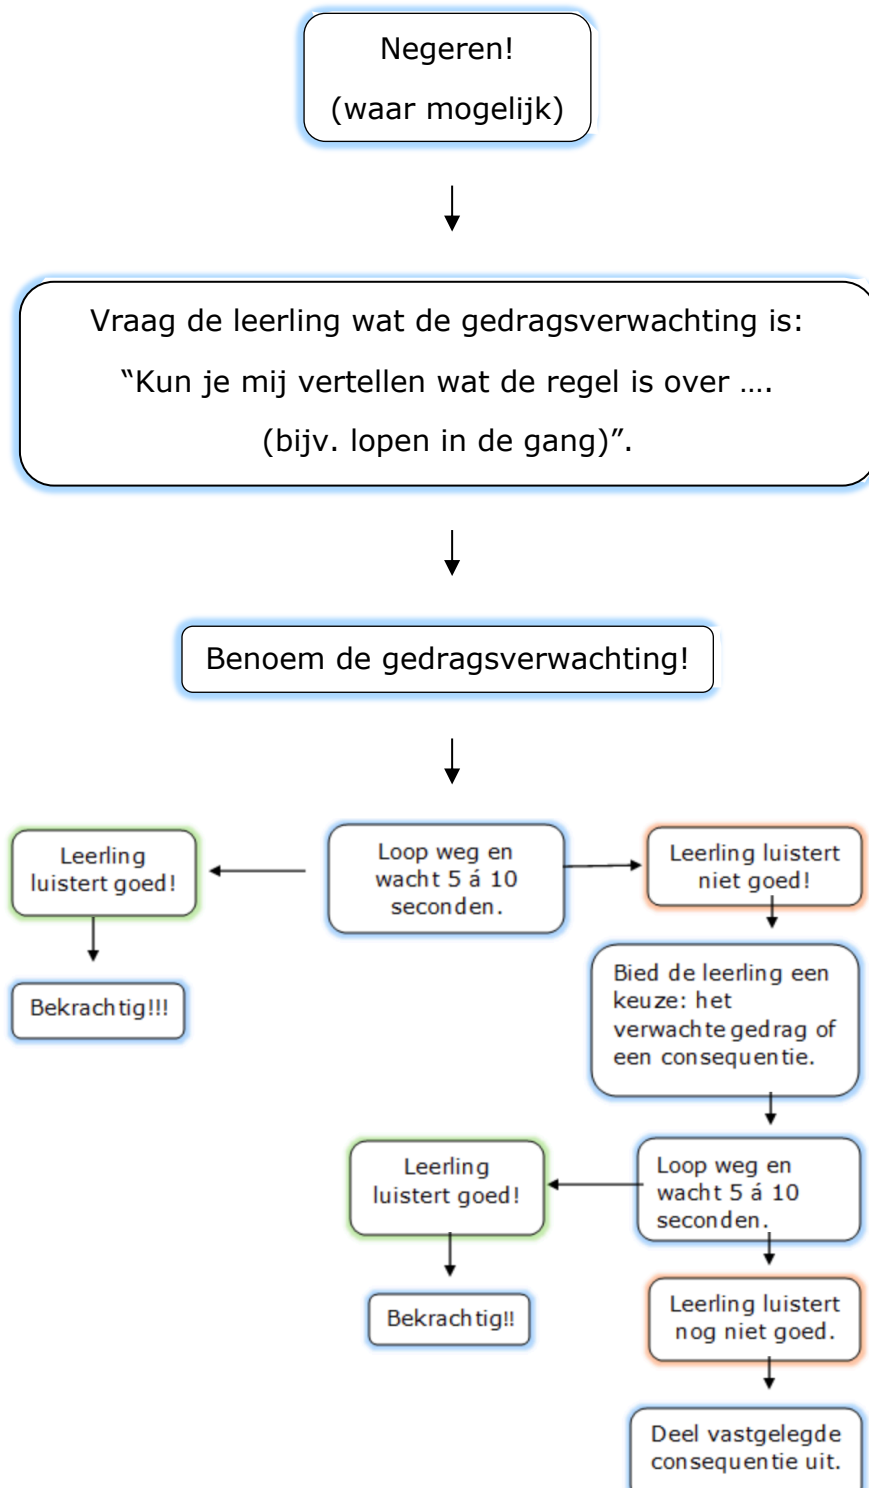 Negeren!
(waar mogelijk)
Vraag de leerling wat de gedragsverwachting is:
“Kun je mij vertellen wat de regel is over ….
(bijv. lopen in de gang)”.
Benoem de gedragsverwachting!
Leerling
luistert goed!
Loop weg en
wacht 5 á 10
seconden.
Leerling luistert
niet goed!
Bekrachtig!!!
Bied de leerling een
keuze: het
verwachte gedrag of
een consequentie.
Leerling
luistert goed!
Loop weg en
wacht 5 á 10
seconden.
Bekrachtig!!
Leerling luistert
nog niet goed.
Deel vastgelegde
consequentie uit.